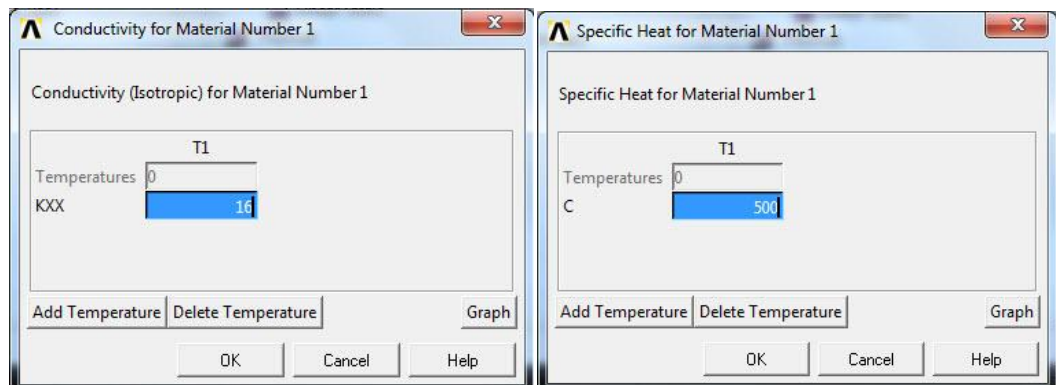 Conductivity for Material Number 1
Conductivity (Isotropic) for Material Number 1
T1
Temperatures 0
KXX 16
Add Temperature Delete Temperature Graph
OK Cancel Help
Specific Heat for Material Number 1
Specific Heat for Material Number 1
T1
Temperatures 0
C 500
Add Temperature Delete Temperature Graph
OK Cancel Help